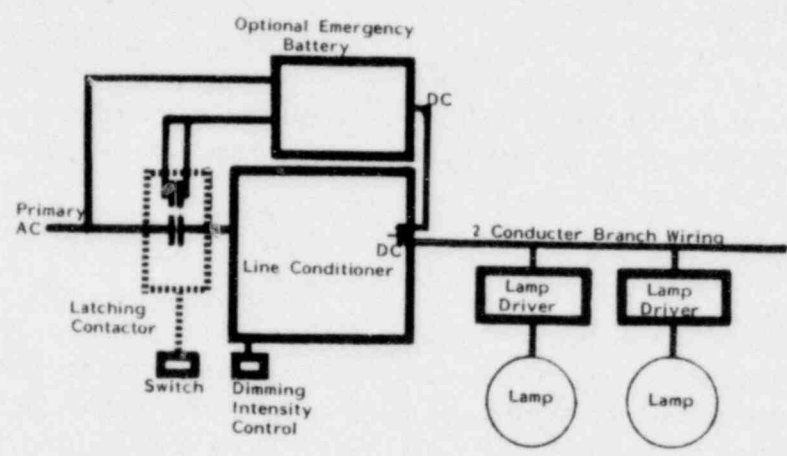 Optional Emergency
Battery
DC
Primary
AC
DC
2 Conducter Branch Wiring
Line Conditioner
Lamp
Driver
Lamp
Driver
Latching
Contactor
Switch
Dimming
Intensity
Control
Lamp
Lamp